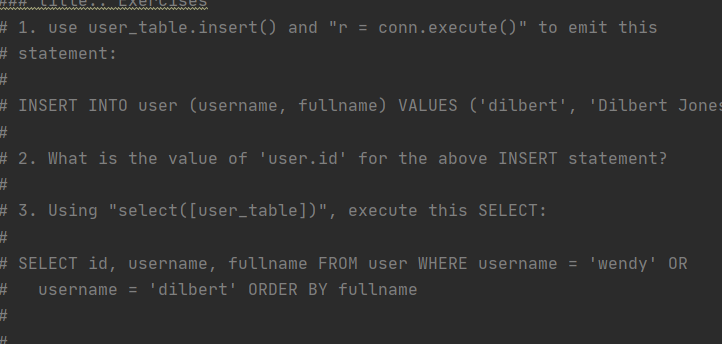 ### title:: Exercises
# 1. use user_table.insert() and "r = conn.execute()" to emit this
# statement:
#
# INSERT INTO user (username, fullname) VALUES ('dilbert', 'Dilbert Jones
#
# 2. What is the value of 'user.id' for the above INSERT statement?
#
# 3. Using "select([user_table])", execute this SELECT:
#
# SELECT id, username, fullname FROM user WHERE username = 'wendy' OR
#   username = 'dilbert' ORDER BY fullname
#
#